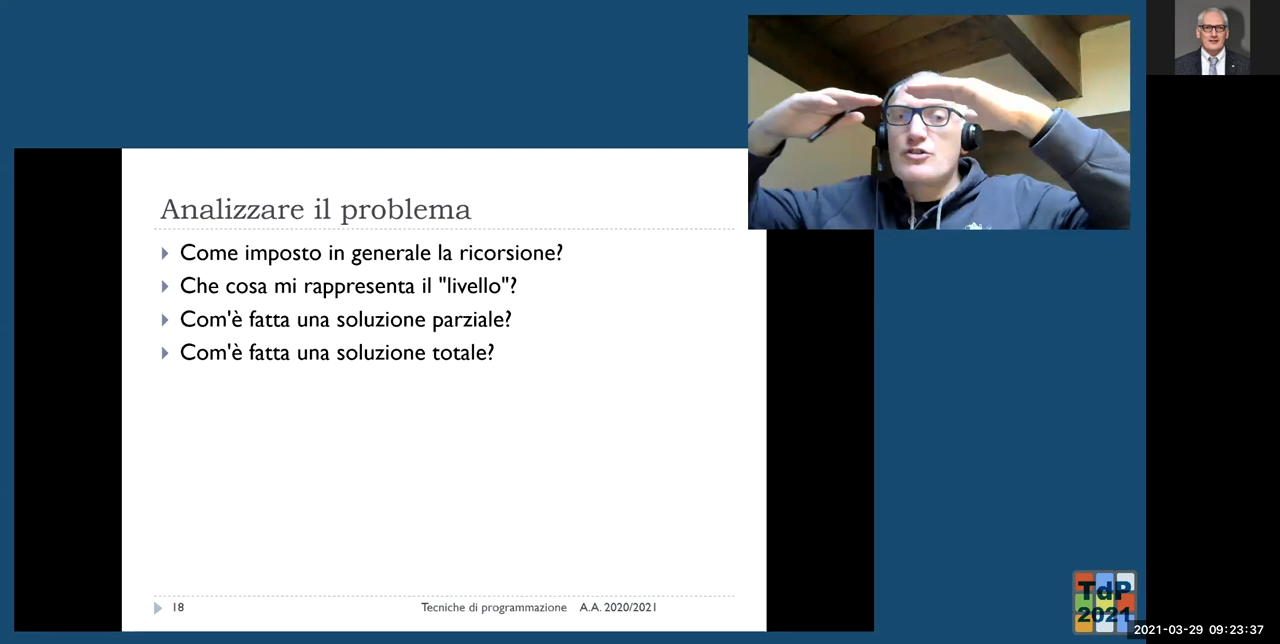 Analizzare il problema
Come imposto in generale la ricorsione?
Che cosa mi rappresenta il "livello"?
Com'è fatta una soluzione parziale?
Com'è fatta una soluzione totale?
18
Tecniche di programmazione A.A. 2020/2021
TdP
2021
2021-03-29 09:23:37